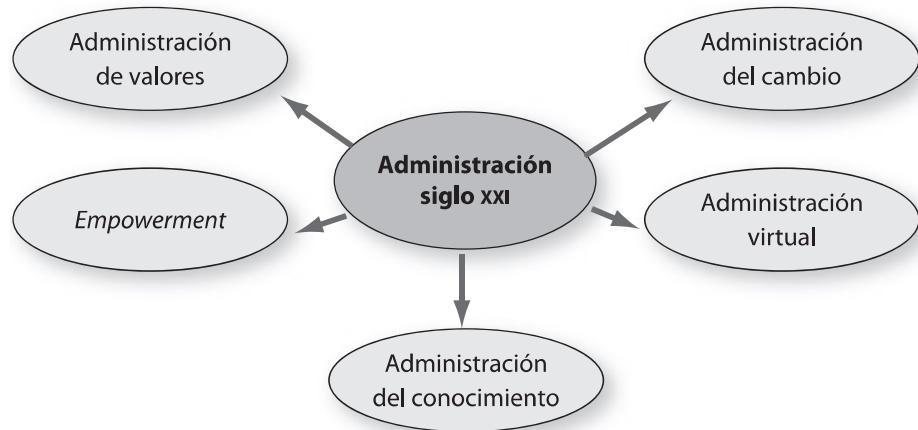 Administración
de valores
Administración
del cambio
Administración
siglo XXI
Empowerment
Administración
virtual
Administración
del conocimiento